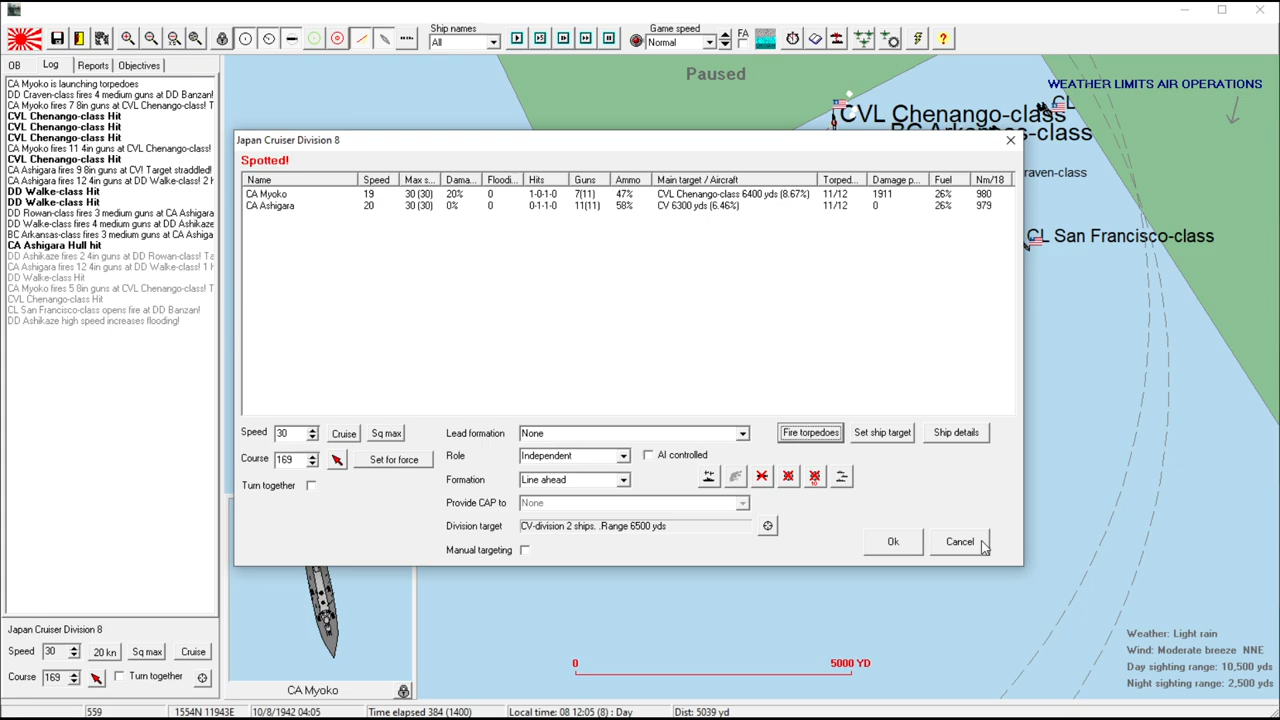 Ship names
All
Game speed
Normal
FA
OB
Log
Reports
Objectives
CA Myoko is launching torpedoes
DD Craven-class fires 4 medium guns at DD Banzan!
CA Myoko fires 7 8in guns at CVL Chenango-class! T
CVL Chenango-class Hit
CVL Chenango-class Hit
CVL Chenango-class Hit
CA Myoko fires 11 4in guns at CVL Chenango-class!
CVL Chenango-class Hit
CA Ashigara fires 9 8in guns at CV! Target straddled!
CA Ashigara fires 12 4in guns at DD Walke-class! 2 h
DD Walke-class Hit
DD Walke-class Hit
DD Rowan-class fires 3 medium guns at CA Ashigara
DD Walke-class fires 4 medium guns at DD Ashikaze
BC Arkansas-class fires 3 medium guns at CA Ashiga
CA Ashigara Hull hit
DD Ashikaze fires 2 4in guns at DD Rowan-class! Ta
CA Ashigara fires 12 4in guns at DD Walke-class! 1 h
DD Walke-class Hit
CA Myoko fires 5 8in guns at CVL Chenango-class! T
CVL Chenango-class Hit
CL San Francisco-class opens fire at DD Banzan!
DD Ashikaze high speed increases flooding!
Paused
WEATHER LIMITS AIR OPERATIONS
CVL Chenango-class
CL
BC Arkansas-class
raven-class
CL San Francisco-class
Japan Cruiser Division 8
Spotted!
Name Speed Max s... Dama... Floodi... Hits Guns Ammo Main target / Aircraft Torped... Damage p... Fuel Nm/18
CA Myoko 19 30 (30) 20% 0 1-0-1-0 7(11) 47% CVL Chenango-class 6400 yds (8.67%) 11/12 1911 26% 980
CA Ashigara 20 30 (30) 0% 0 0-1-1-0 11(11) 58% CV 6300 yds (6.46%) 11/12 0 26% 979
Speed 30 Cruise Sq max
Course 169 Set for force
Turn together
Lead formation None
Role Independent AI controlled
Formation Line ahead
Provide CAP to None
Division target CV-division 2 ships. .Range 6500 yds
Manual targeting
Fire torpedoes Set ship target Ship details
10
Ok Cancel
Japan Cruiser Division 8
Speed 30 20 kn Sq max Cruise
Course 169 Turn together
CA Myoko
0 5000 YD
Weather: Light rain
Wind: Moderate breeze NNE
Day sighting range: 10,500 yds
Night sighting range: 2,500 yds
559 1554N 11943E 10/8/1942 04:05 Time elapsed 384 (1400) Local time: 08 12:05 (8) : Day Dist: 5039 yd